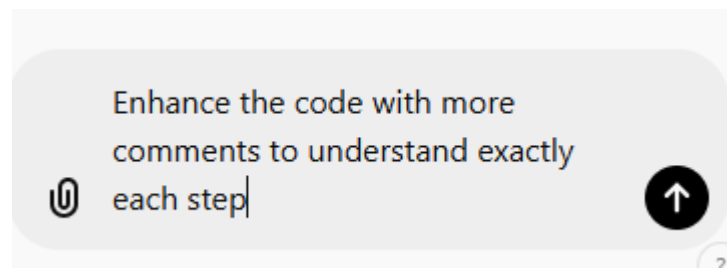 Enhance the code with more
comments to understand exactly
each step